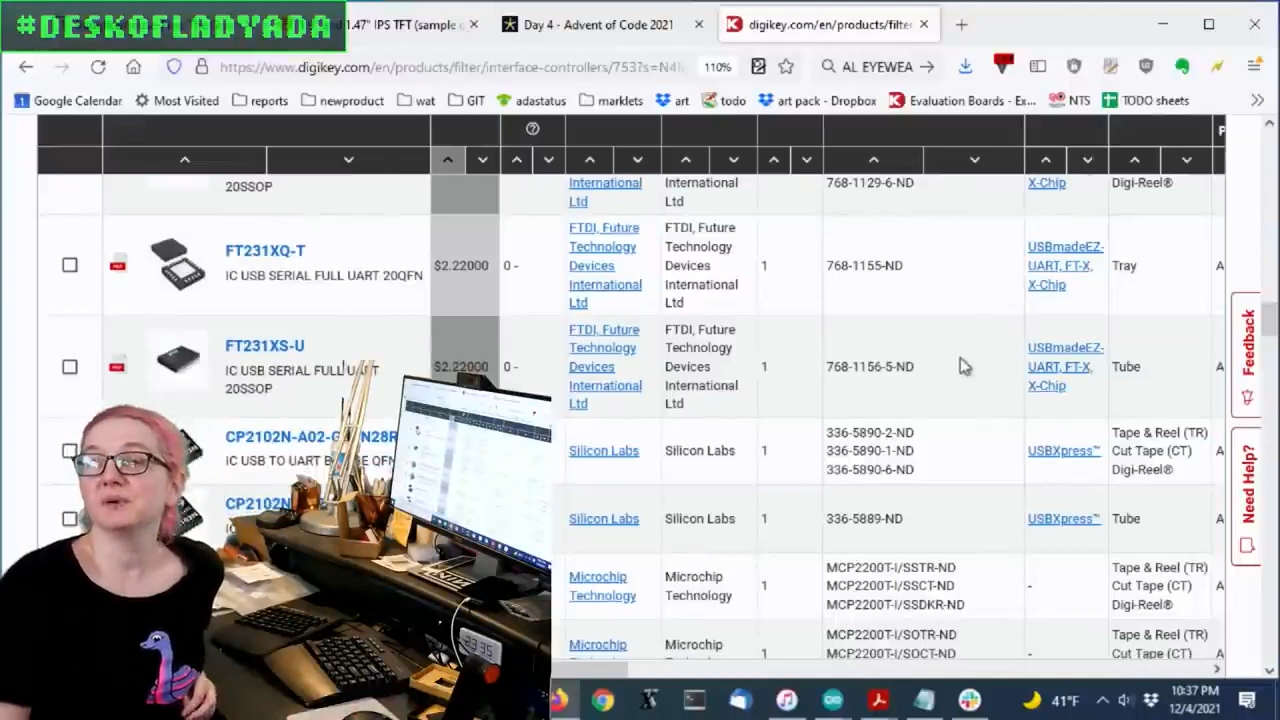 #DESKOFLADYADA
1.47" IPS TFT (sample
Day 4 - Advent of Code 2021
digikey.com/en/products/filte
https://www.digikey.com/en/products/filter/interface-controllers/753?s=N4
110%
AL EYEWEA
Google Calendar
Most Visited
reports
newproduct
wat
GIT
adastatus
marklets
art
todo
art pack - Dropbox
Evaluation Boards - Ex...
NTS
TODO sheets
20SSOP
International
Ltd
International
Ltd
768-1129-6-ND
X-Chip
Digi-Reel®
FT231XQ-T
IC USB SERIAL FULL UART 20QFN
$2.22000
0 -
FTDI, Future
Technology
Devices
International
Ltd
FTDI, Future
Technology
Devices
International
Ltd
1
768-1155-ND
USBmadeEZ-
UART, FT-X,
X-Chip
Tray
A
FT231XS-U
IC USB SERIAL FULL UART
20SSOP
$2.22000
0 -
FTDI, Future
Technology
Devices
International
Ltd
FTDI, Future
Technology
Devices
International
Ltd
1
768-1156-5-ND
USBmadeEZ-
UART, FT-X,
X-Chip
Tube
A
CP2102N-A02-
IC USB TO UART
QFN
Silicon Labs
Silicon Labs
1
336-5890-2-ND
336-5890-1-ND
336-5890-6-ND
USBXpress™
Tape & Reel (TR)
Cut Tape (CT)
Digi-Reel®
A
CP2102N
Silicon Labs
Silicon Labs
1
336-5889-ND
USBXpress™
Tube
A
Microchip
Technology
Microchip
Technology
1
MCP2200T-I/SSTR-ND
MCP2200T-I/SSCT-ND
MCP2200T-I/SSDKR-ND
-
Tape & Reel (TR)
Cut Tape (CT)
Digi-Reel®
A
Microchip
Microchip
1
MCP2200T-I/SOTR-ND
MCP2200T-I/SOCT-ND
-
Tape & Reel (TR)
Cut Tape (CT)
A
Feedback
Need Help?
23:35
41°F
10:37 PM
12/4/2021